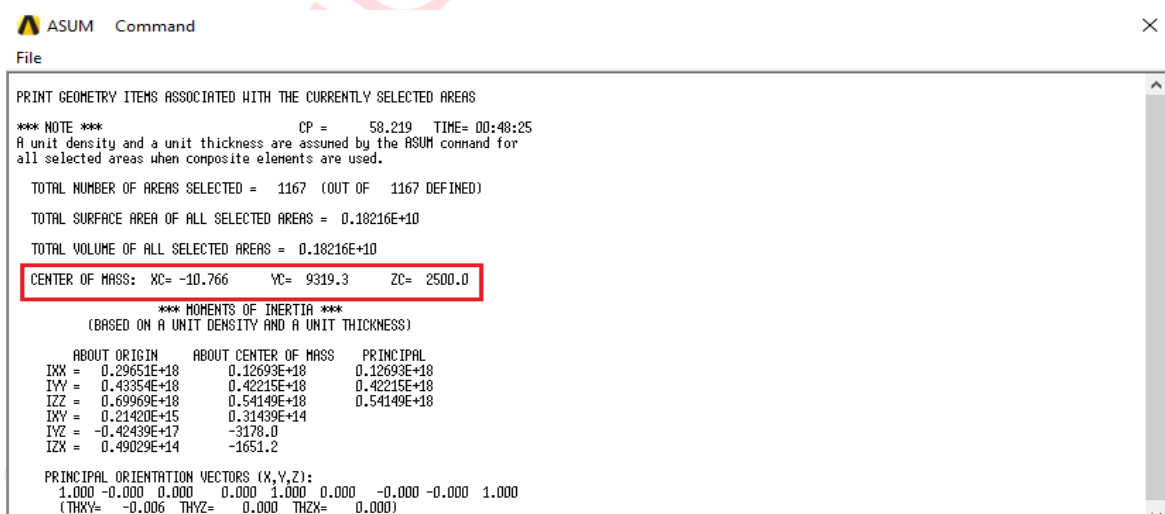 ASUM Command
File
PRINT GEOMETRY ITEMS ASSOCIATED WITH THE CURRENTLY SELECTED AREAS
*** NOTE *** CP = 58.219 TIME= 00:48:25
A unit density and a unit thickness are assumed by the ASUM command for
all selected areas when composite elements are used.
TOTAL NUMBER OF AREAS SELECTED = 1167 (OUT OF 1167 DEFINED)
TOTAL SURFACE AREA OF ALL SELECTED AREAS = 0.18216E+10
TOTAL VOLUME OF ALL SELECTED AREAS = 0.18216E+10
CENTER OF MASS: XC= -10.766 YC= 9319.3 ZC= 2500.0
*** MOMENTS OF INERTIA ***
(BASED ON A UNIT DENSITY AND A UNIT THICKNESS)
ABOUT ORIGIN ABOUT CENTER OF MASS PRINCIPAL
IXX = 0.29651E+18 0.12693E+18 0.12693E+18
IYY = 0.43354E+18 0.42215E+18 0.42215E+18
IZZ = 0.69969E+18 0.54149E+18 0.54149E+18
IXY = 0.21420E+15 0.31439E+14
IYZ = -0.42439E+17 -3178.0
IZX = 0.49029E+14 -1651.2
PRINCIPAL ORIENTATION VECTORS (X,Y,Z):
1.000 -0.000 0.000 0.000 1.000 0.000 -0.000 -0.000 1.000
(THXY= -0.006 THYZ= 0.000 THZX= 0.000)